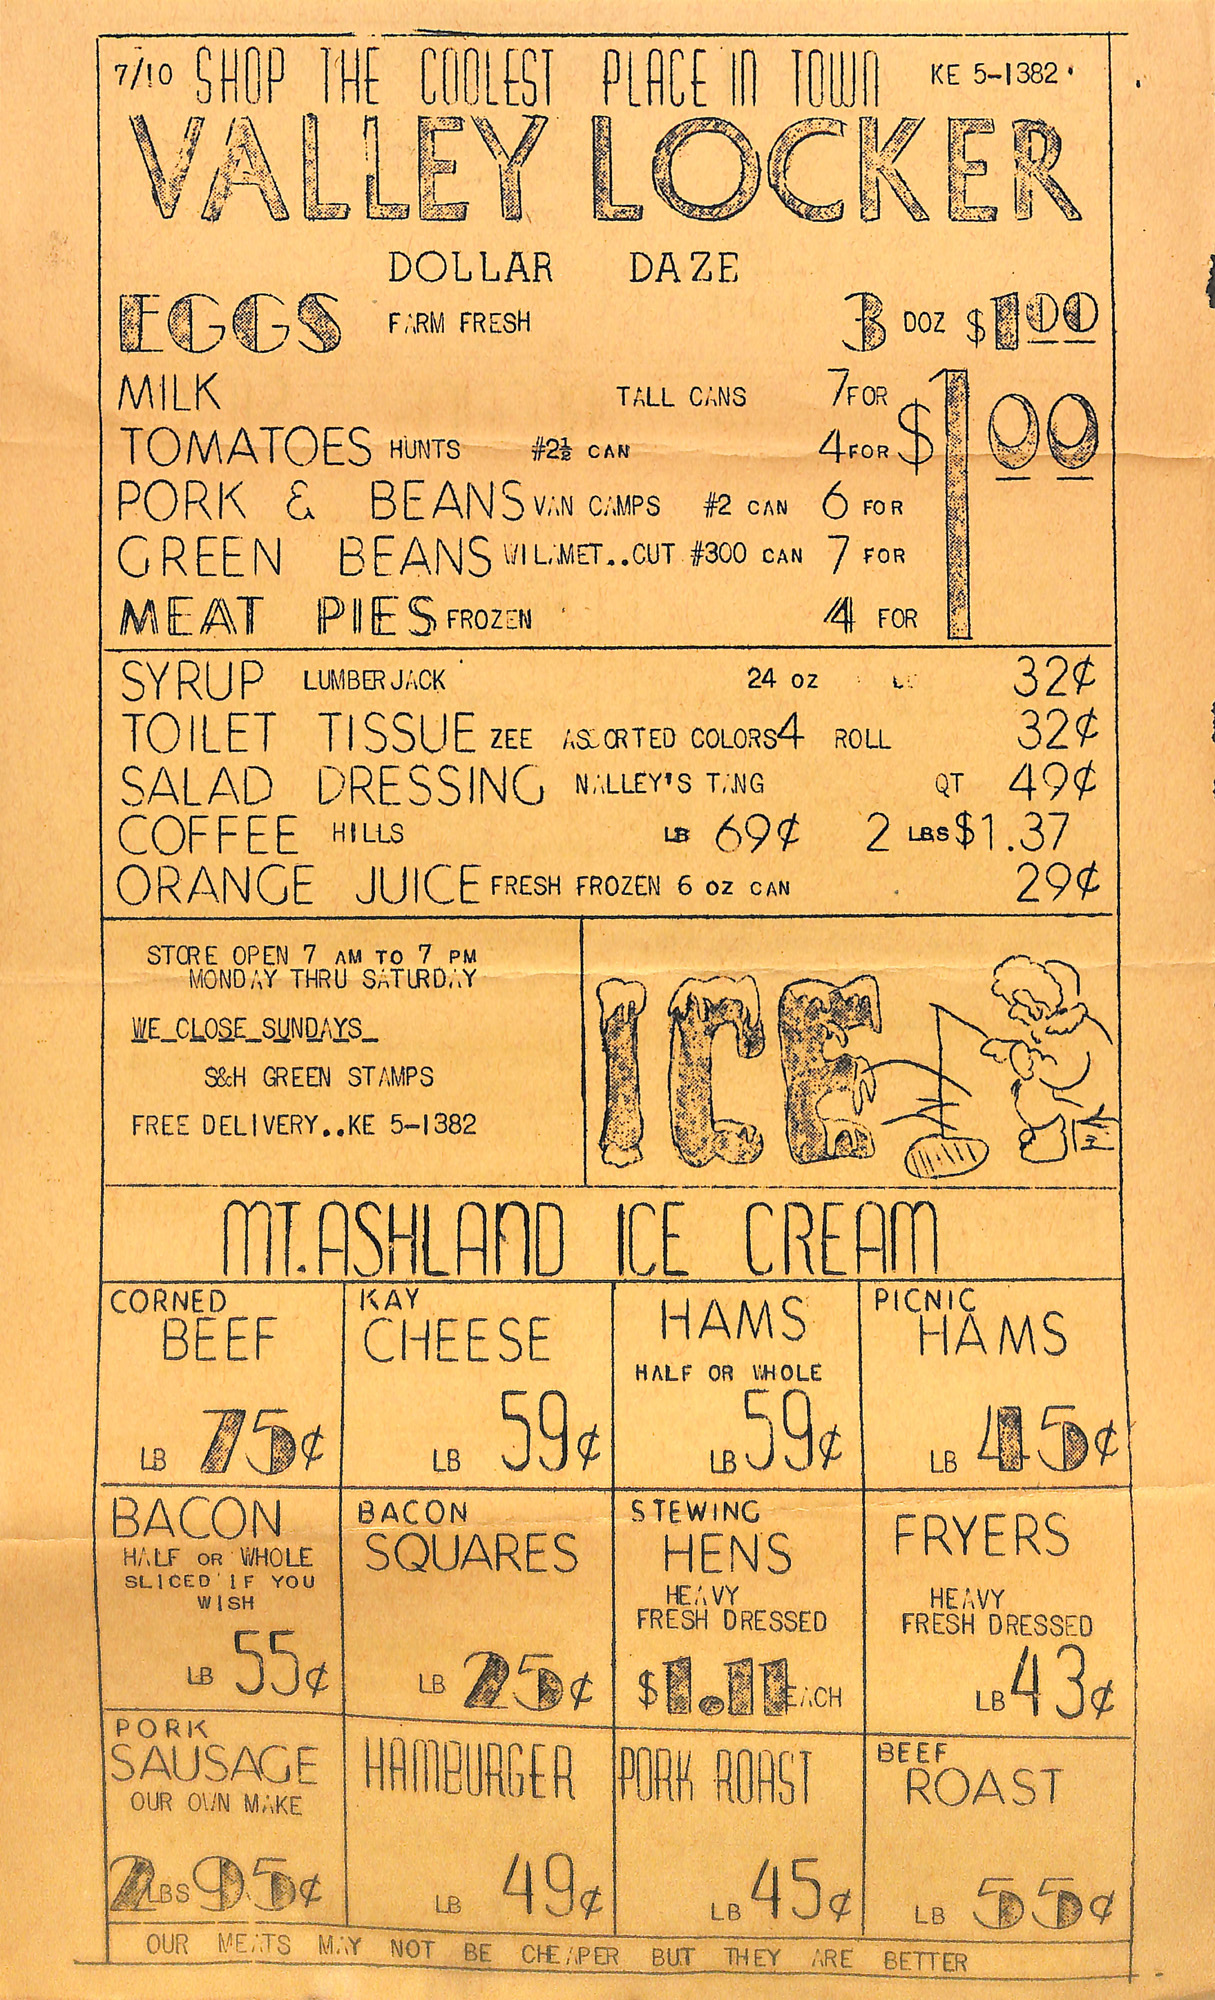 7/10 SHOP THE COOLEST PLACE IN TOWN KE 5-1382
VALLEY LOCKER
DOLLAR DAZE
EGGS FARM FRESH 3 DOZ $1.00
MILK TALL CANS 7 FOR
TOMATOES HUNTS #2½ CAN 4 FOR $1.00
PORK & BEANS VAN CAMPS #2 CAN 6 FOR
GREEN BEANS WILAMET..CUT #300 CAN 7 FOR
MEAT PIES FROZEN 4 FOR
SYRUP LUMBER JACK 24 OZ 32¢
TOILET TISSUE ZEE ASSORTED COLORS 4 ROLL 32¢
SALAD DRESSING NALLEY'S TANG QT 49¢
COFFEE HILLS LB 69¢ 2 LBS $1.37
ORANGE JUICE FRESH FROZEN 6 OZ CAN 29¢
STORE OPEN 7 AM TO 7 PM
MONDAY THRU SATURDAY
WE CLOSE SUNDAYS
S&H GREEN STAMPS
FREE DELIVERY..KE 5-1382
ICE
MT. ASHLAND ICE CREAM
CORNED
BEEF
LB 75¢
KAY
CHEESE
LB 59¢
HAMS
HALF OR WHOLE
LB 59¢
PICNIC
HAMS
LB 45¢
BACON
HALF OR WHOLE
SLICED IF YOU
WISH
LB 55¢
BACON
SQUARES
LB 25¢
STEWING
HENS
HEAVY
FRESH DRESSED
$1.11 EACH
FRYERS
HEAVY
FRESH DRESSED
LB 43¢
PORK
SAUSAGE
OUR OWN MAKE
2 LBS 95¢
HAMBURGER
LB 49¢
PORK ROAST
LB 45¢
BEEF
ROAST
LB 55¢
OUR MEATS MAY NOT BE CHEAPER BUT THEY ARE BETTER